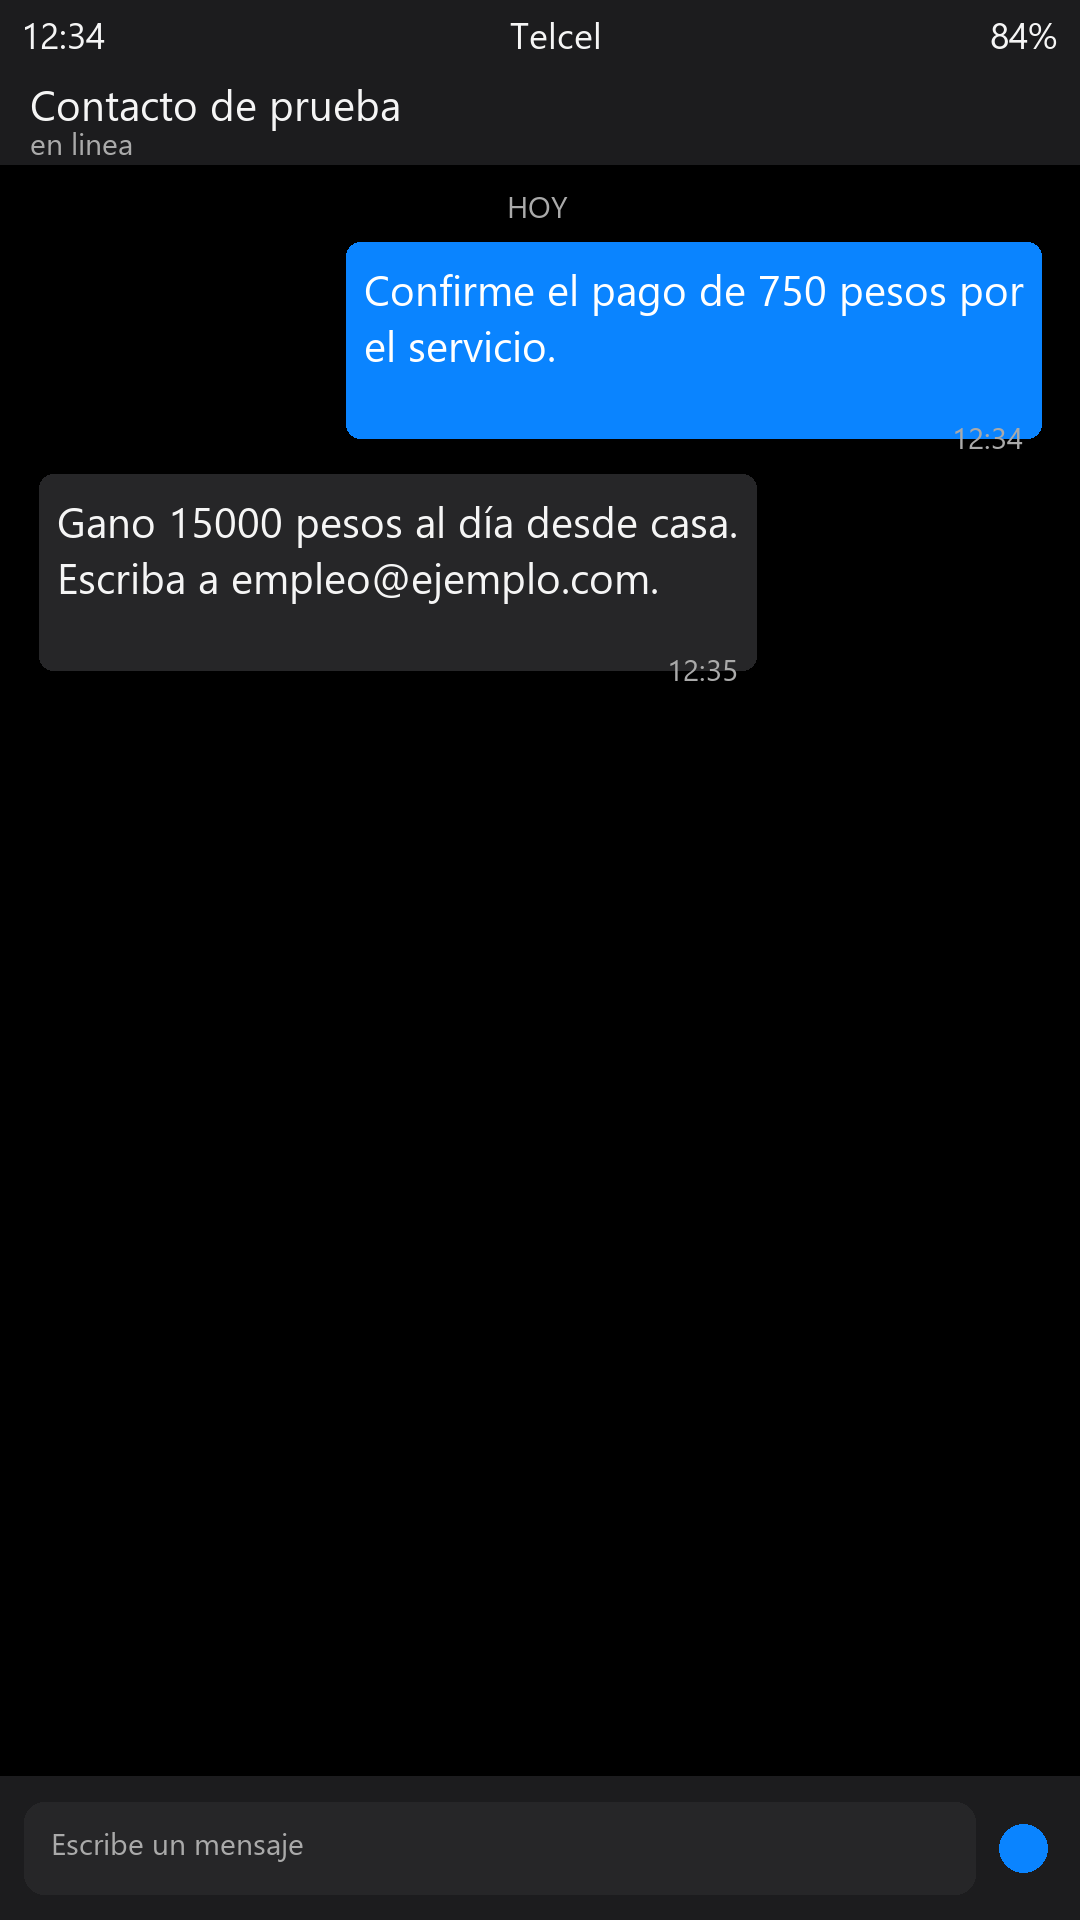 12:34 Telcel 84%
Contacto de prueba
en linea
HOY
Confirme el pago de 750 pesos por
el servicio.
12:34
Gano 15000 pesos al día desde casa.
Escriba a empleo@ejemplo.com.
12:35
Escribe un mensaje